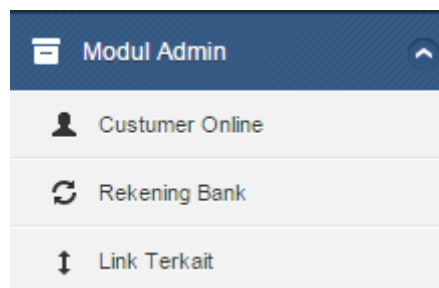 Modul Admin
Custumer Online
Rekening Bank
Link Terkait